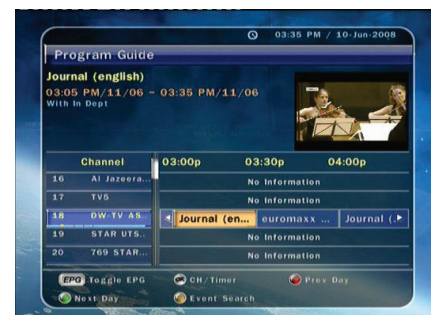 03:35 PM / 10-Jun-2008
Program Guide
Journal (english)
03:05 PM/11/06 ~ 03:35 PM/11/06
With In Dept
Channel 03:00p 03:30p 04:00p
16 Al Jazeera... No Information
17 TV5 No Information
18 DW-TV AS.. Journal (en... euromaxx ... Journal (.
19 STAR UTS.. No Information
20 769 STAR... No Information
EPG Toggle EPG CH/Timer Prev Day
Next Day Event Search